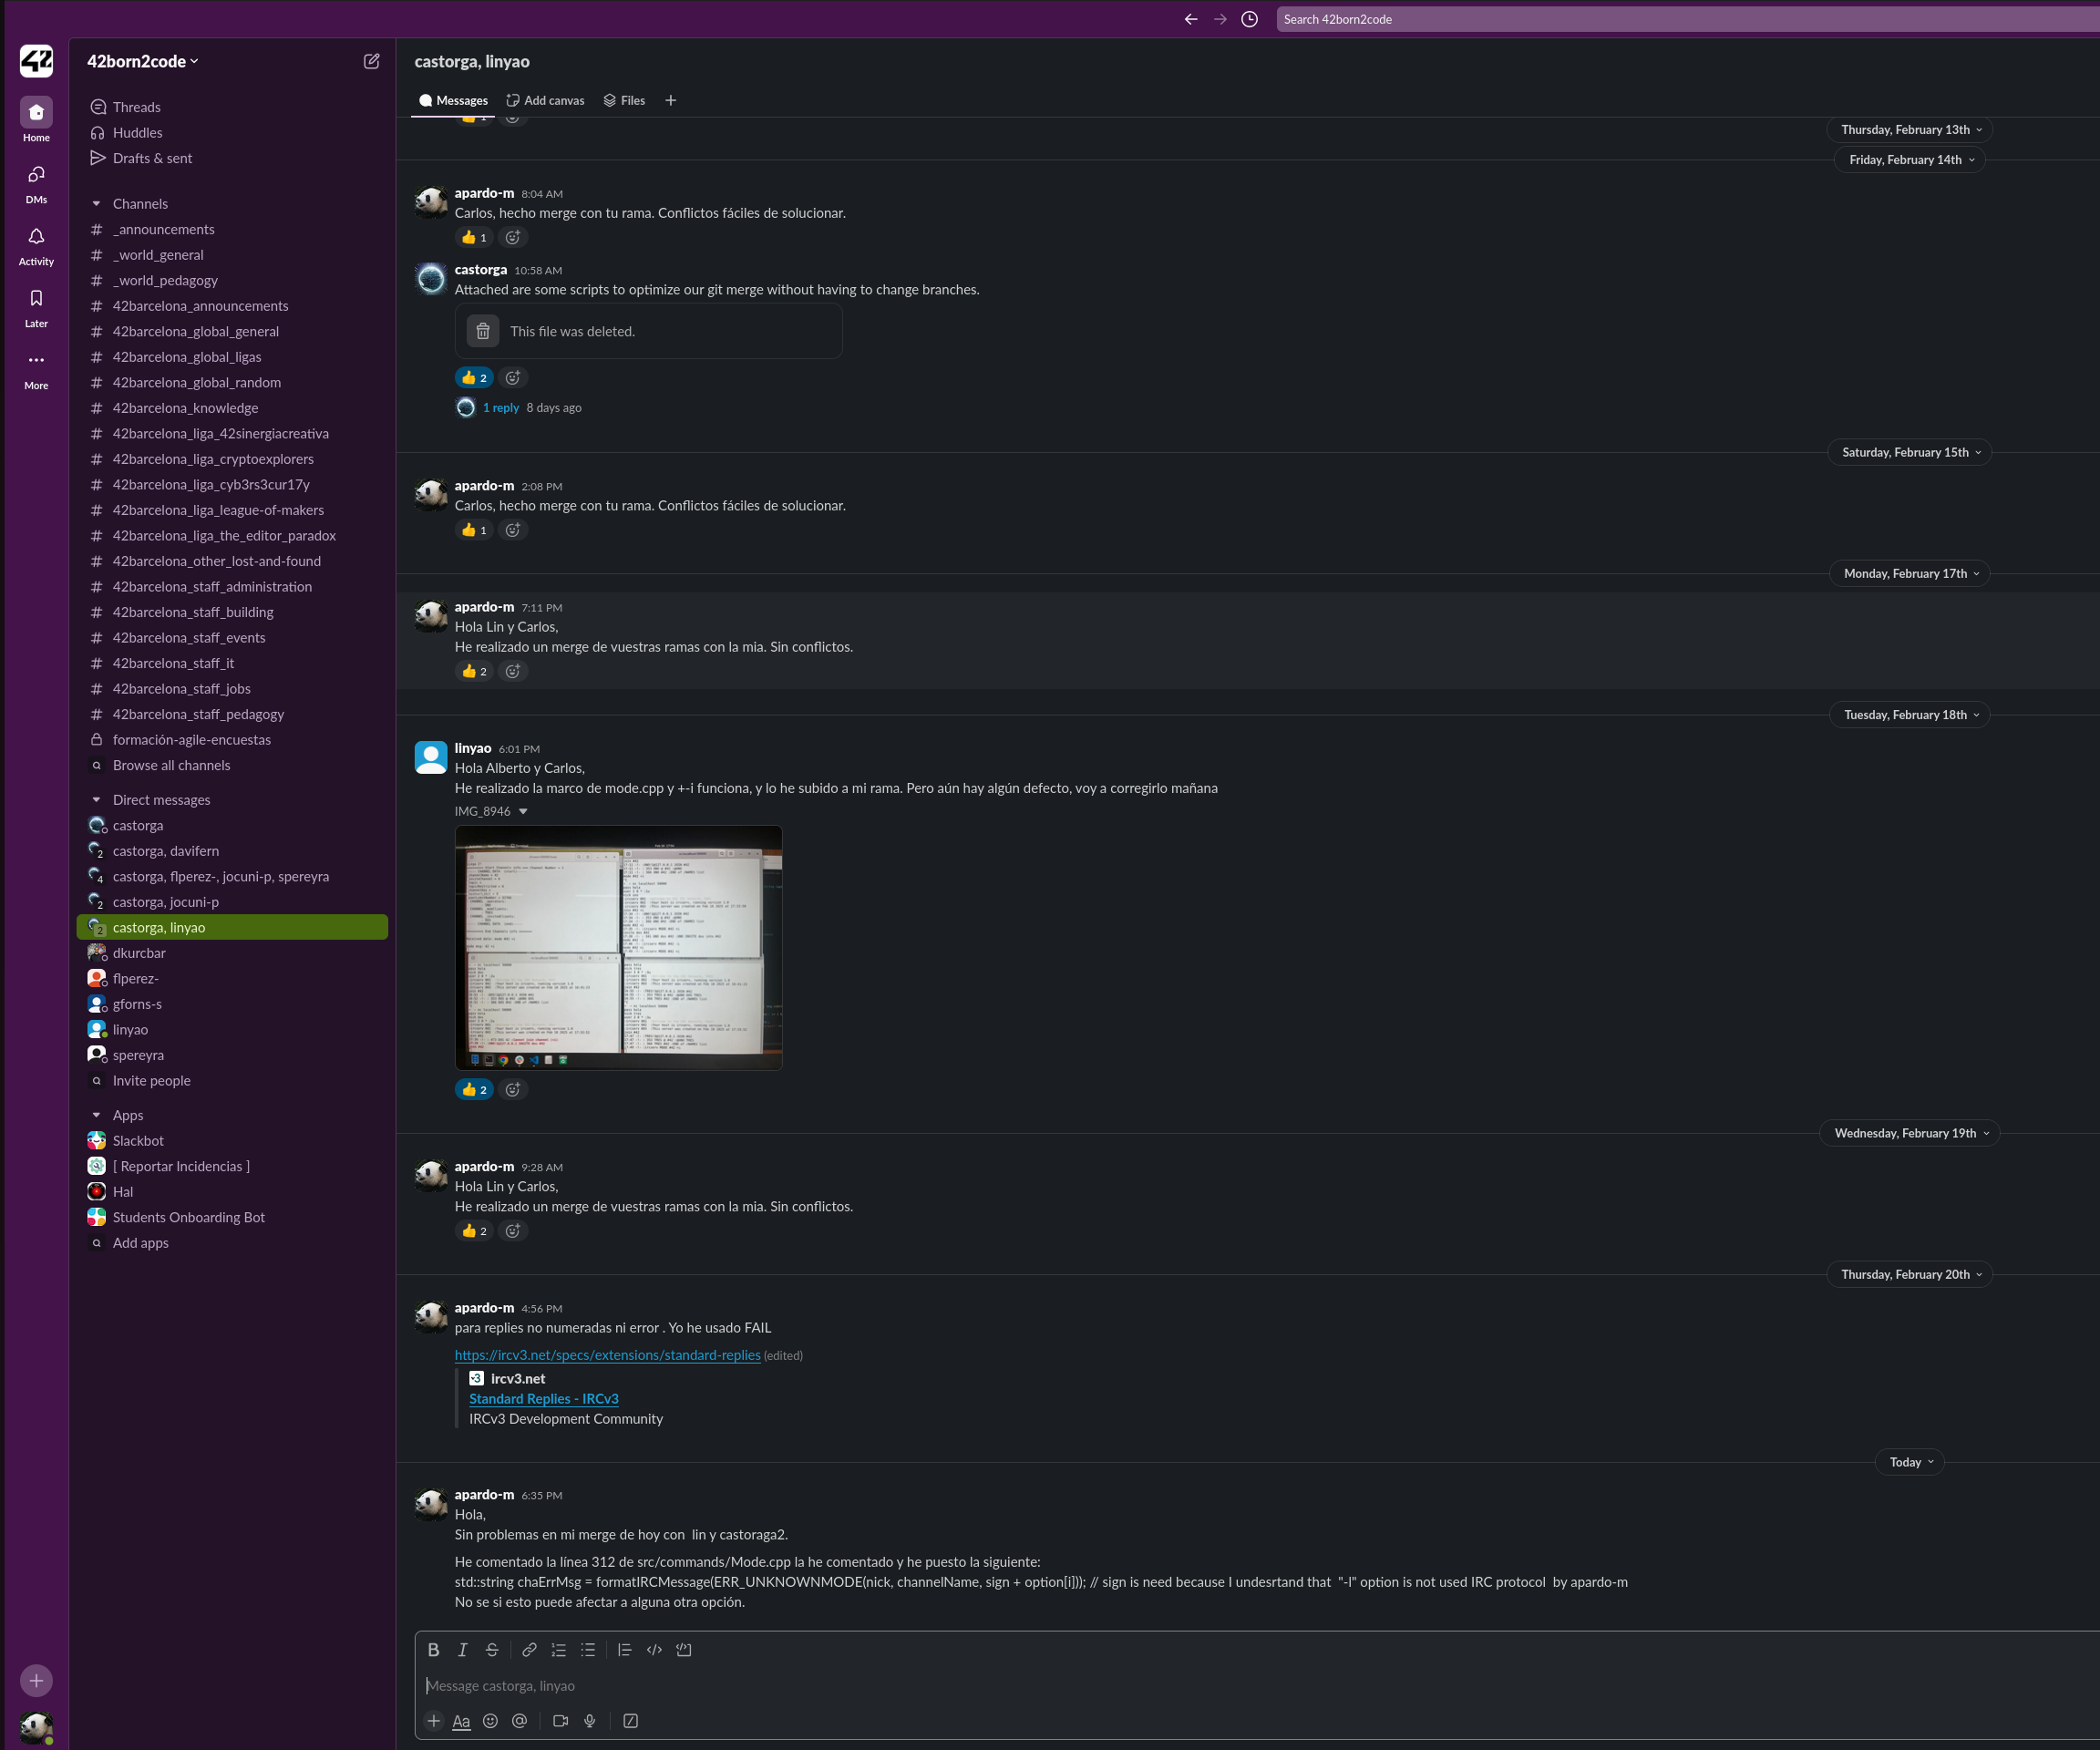 Search 42born2code
42
42born2code
Home
DMs
Activity
Later
More
Threads
Huddles
Drafts & sent
Channels
# _announcements
# _world_general
# _world_pedagogy
# 42barcelona_announcements
# 42barcelona_global_general
# 42barcelona_global_ligas
# 42barcelona_global_random
# 42barcelona_knowledge
# 42barcelona_liga_42sinergiacreativa
# 42barcelona_liga_cryptoexplorers
# 42barcelona_liga_cyb3rs3cur17y
# 42barcelona_liga_league-of-makers
# 42barcelona_liga_the_editor_paradox
# 42barcelona_other_lost-and-found
# 42barcelona_staff_administration
# 42barcelona_staff_building
# 42barcelona_staff_events
# 42barcelona_staff_it
# 42barcelona_staff_jobs
# 42barcelona_staff_pedagogy
formación-agile-encuestas
Browse all channels
Direct messages
castorga
2 castorga, davifern
4 castorga, flperez-, jocuni-p, spereyra
2 castorga, jocuni-p
2 castorga, linyao
dkurcbar
flperez-
gforns-s
linyao
spereyra
Invite people
Apps
Slackbot
[ Reportar Incidencias ]
Hal
Students Onboarding Bot
Add apps
castorga, linyao
Messages Add canvas Files
1
Thursday, February 13th
Friday, February 14th
apardo-m 8:04 AM
Carlos, hecho merge con tu rama. Conflictos fáciles de solucionar.
1
castorga 10:58 AM
Attached are some scripts to optimize our git merge without having to change branches.
This file was deleted.
2
1 reply 8 days ago
Saturday, February 15th
apardo-m 2:08 PM
Carlos, hecho merge con tu rama. Conflictos fáciles de solucionar.
1
Monday, February 17th
apardo-m 7:11 PM
Hola Lin y Carlos,
He realizado un merge de vuestras ramas con la mia. Sin conflictos.
2
Tuesday, February 18th
linyao 6:01 PM
Hola Alberto y Carlos,
He realizado la marco de mode.cpp y +-i funciona, y lo he subido a mi rama. Pero aún hay algún defecto, voy a corregirlo mañana
IMG_8946
2
Wednesday, February 19th
apardo-m 9:28 AM
Hola Lin y Carlos,
He realizado un merge de vuestras ramas con la mia. Sin conflictos.
2
Thursday, February 20th
apardo-m 4:56 PM
para replies no numeradas ni error . Yo he usado FAIL
https://ircv3.net/specs/extensions/standard-replies (edited)
ircv3.net
Standard Replies - IRCv3
IRCv3 Development Community
Today
apardo-m 6:35 PM
Hola,
Sin problemas en mi merge de hoy con  lin y castoraga2.
He comentado la línea 312 de src/commands/Mode.cpp la he comentado y he puesto la siguiente:
std::string chaErrMsg = formatIRCMessage(ERR_UNKNOWNMODE(nick, channelName, sign + option[i])); // sign is need because I undesrtand that  "-I" option is not used IRC protocol  by apardo-m
No se si esto puede afectar a alguna otra opción.
Message castorga, linyao
Aa